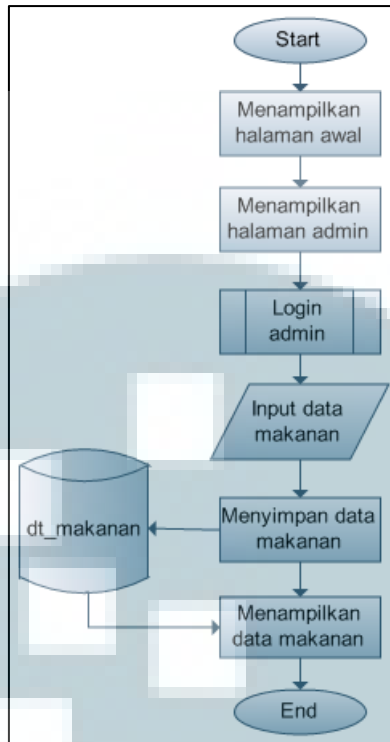 Start
Menampilkan
halaman awal
Menampilkan
halaman admin
Login
admin
Input data
makanan
dt_makanan
Menyimpan data
makanan
Menampilkan
data makanan
End